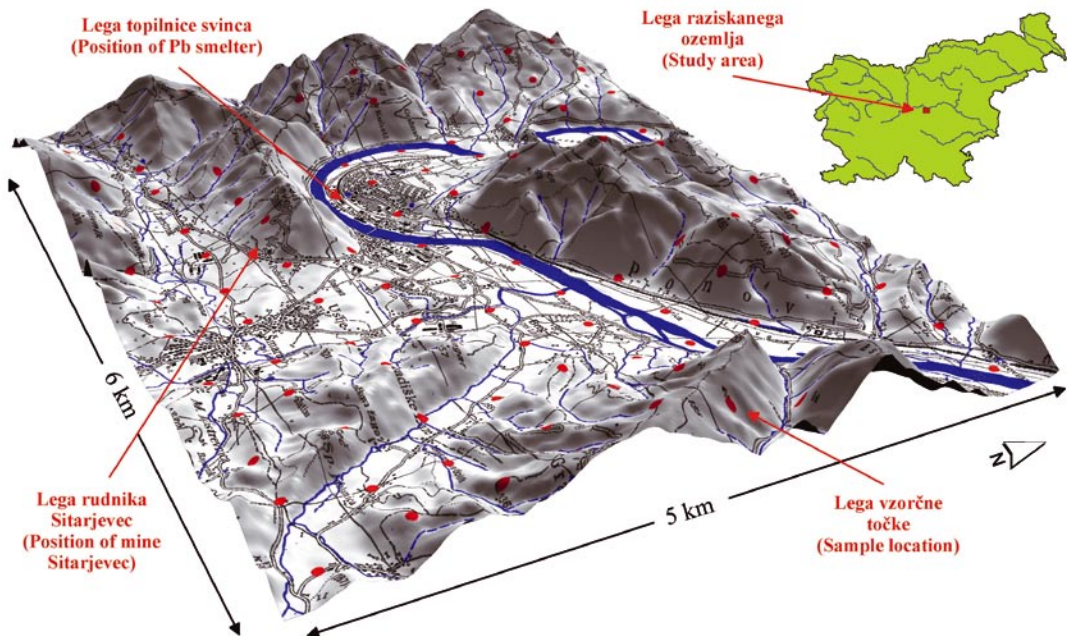 Lega topilnice svinca
(Position of Pb smelter)
Lega raziskanega
ozemlja
(Study area)
ponovi
6 km
5 km
N
Lega rudnika
Sitarjevec
(Position of mine
Sitarjevec)
Lega vzorčne
točke
(Sample location)